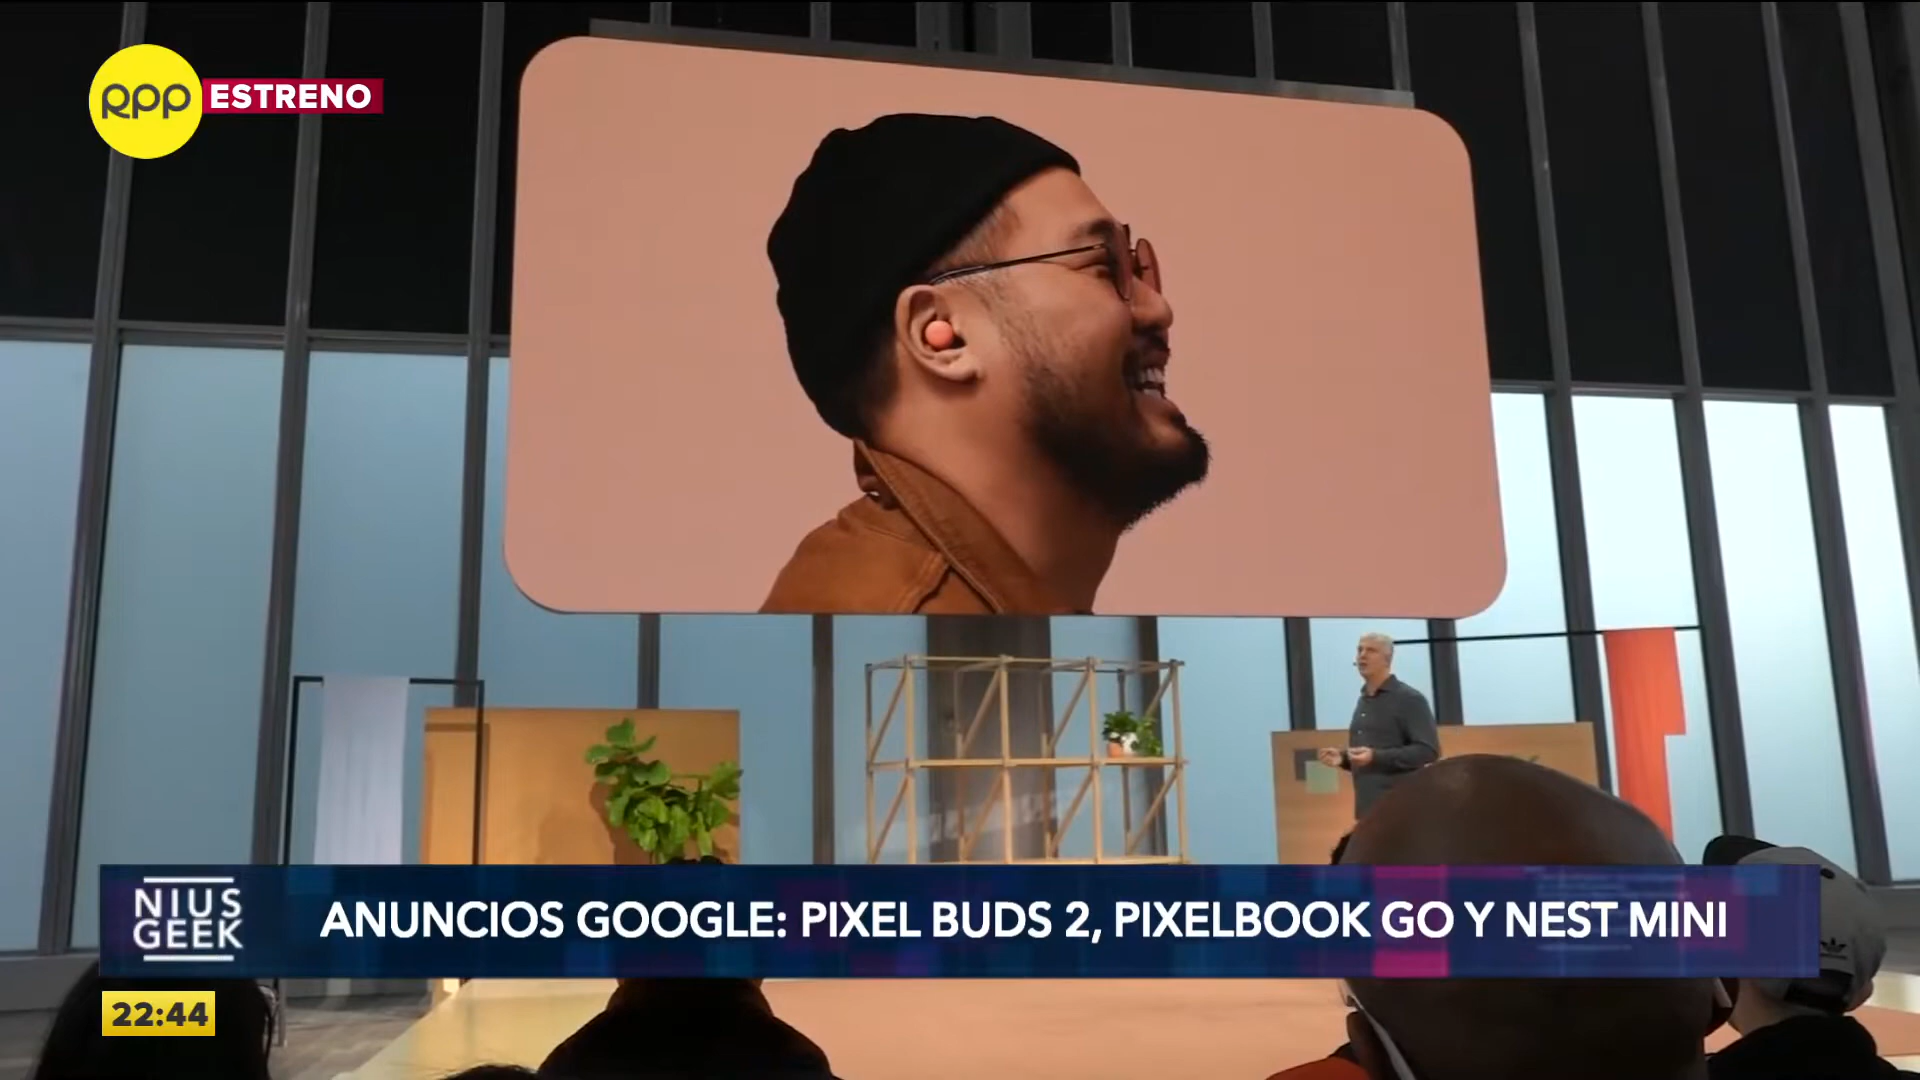 rpp ESTRENO
NIUS
GEEK
ANUNCIOS GOOGLE: PIXEL BUDS 2, PIXELBOOK GO Y NEST MINI
22:44